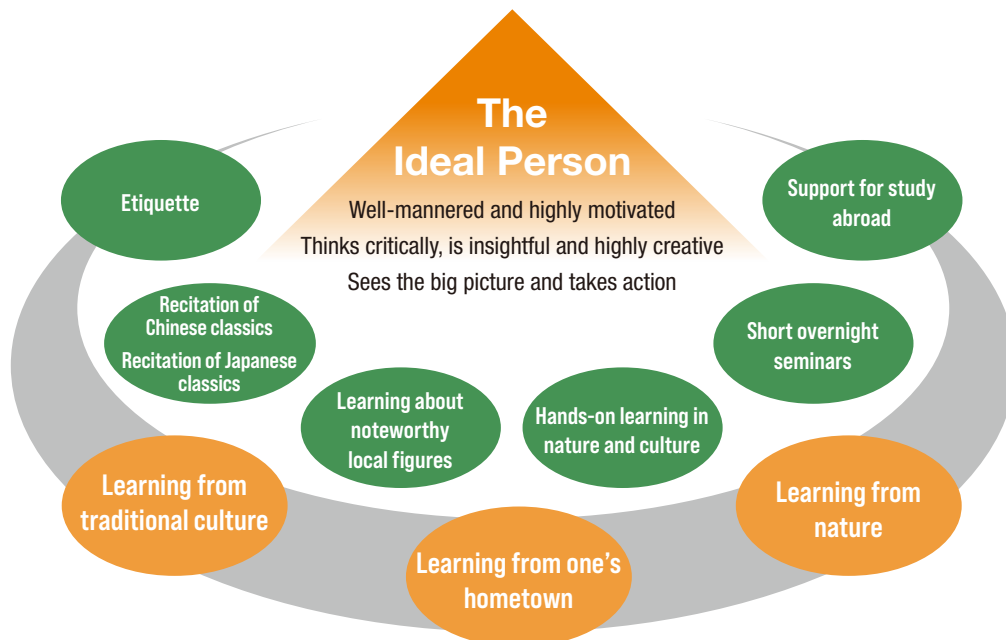 The
Ideal Person
Well-mannered and highly motivated
Thinks critically, is insightful and highly creative
Sees the big picture and takes action
Etiquette
Support for study
abroad
Recitation of
Chinese classics
Recitation of Japanese
classics
Short overnight
seminars
Learning about
noteworthy
local figures
Hands-on learning in
nature and culture
Learning from
traditional culture
Learning from
nature
Learning from one’s
hometown